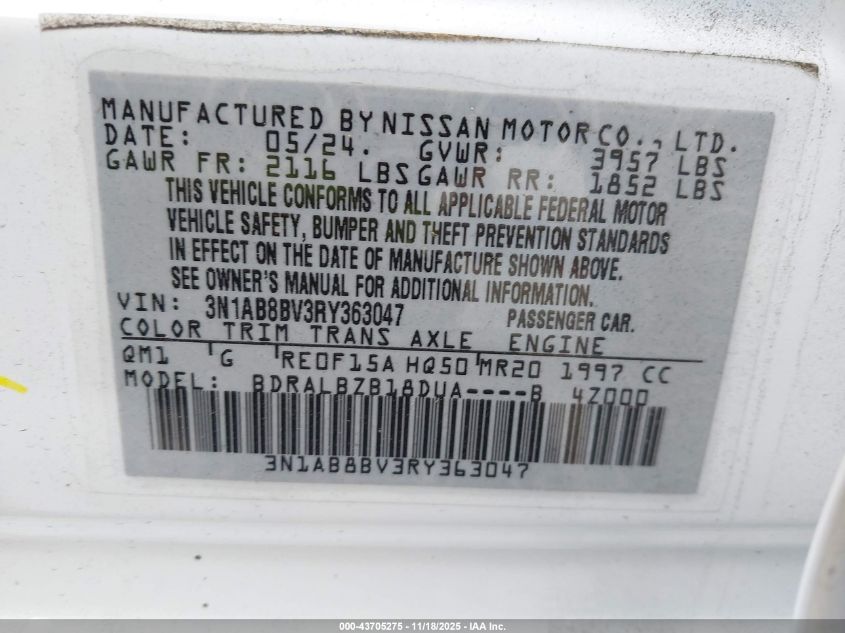 MANUFACTURED BY NISSAN MOTOR CO., LTD.
DATE: 05/24. GVWR: 3957 LBS
GAWR FR: 2116 LBS GAWR RR: 1852 LBS
THIS VEHICLE CONFORMS TO ALL APPLICABLE FEDERAL MOTOR
VEHICLE SAFETY, BUMPER AND THEFT PREVENTION STANDARDS
IN EFFECT ON THE DATE OF MANUFACTURE SHOWN ABOVE.
SEE OWNER'S MANUAL FOR ADDITIONAL INFORMATION.
VIN: 3N1AB8BV3RY363047 PASSENGER CAR.
COLOR TRIM TRANS AXLE ENGINE
QM1 G RE0F15A HQ50 MR20 1997 CC
MODEL: BDRALBZB18DUA----B 4Z000
3N1AB8BV3RY363047
000-43705275 | 11/18/2025 - IAA Inc.